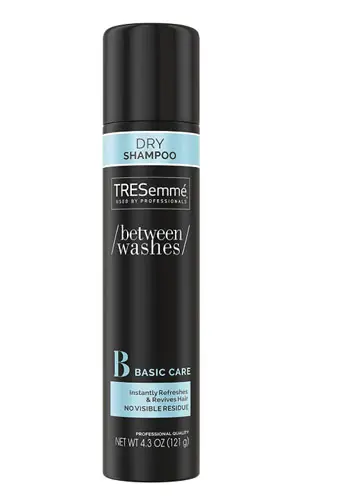 DRY
SHAMPOO
TRESemmé
USED BY PROFESSIONALS
/between
washes/
B BASIC CARE
Instantly Refreshes
& Revives Hair
NO VISIBLE RESIDUE
PROFESSIONAL QUALITY
NET WT 4.3 OZ (121 g)